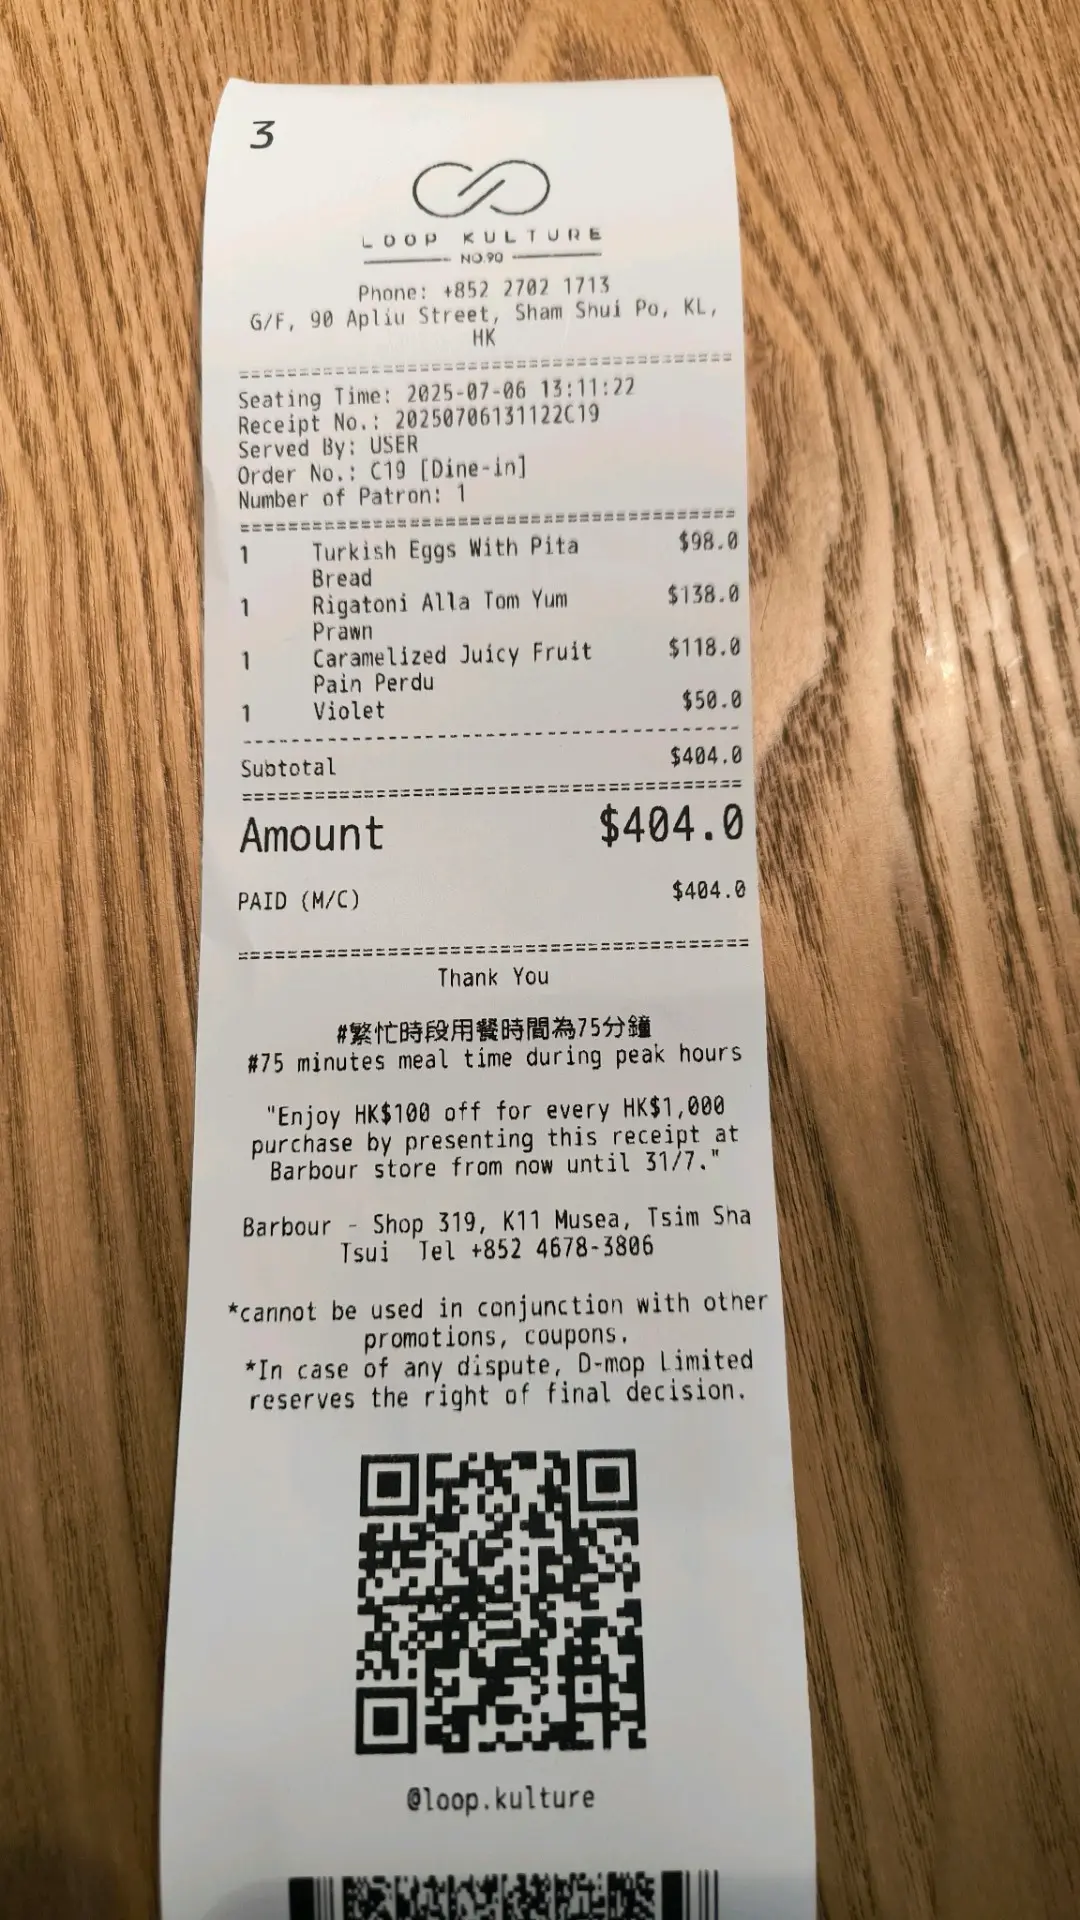 3
LOOP KULTURE
NO.90
Phone: +852 2702 1713
G/F, 90 Apliu Street, Sham Shui Po, KL,
HK
Seating Time: 2025-07-06 13:11:22
Receipt No.: 20250706131122C19
Served By: USER
Order No.: C19 [Dine-in]
Number of Patron: 1
1 Turkish Eggs With Pita $98.0
Bread
1 Rigatoni Alla Tom Yum $138.0
Prawn
1 Caramelized Juicy Fruit $118.0
Pain Perdu
1 Violet $50.0
Subtotal $404.0
Amount $404.0
PAID (M/C) $404.0
Thank You
#繁忙時段用餐時間為75分鐘
#75 minutes meal time during peak hours
"Enjoy HK$100 off for every HK$1,000
purchase by presenting this receipt at
Barbour store from now until 31/7."
Barbour - Shop 319, K11 Musea, Tsim Sha
Tsui Tel +852 4678-3806
*cannot be used in conjunction with other
promotions, coupons.
*In case of any dispute, D-mop Limited
reserves the right of final decision.
@loop.kulture